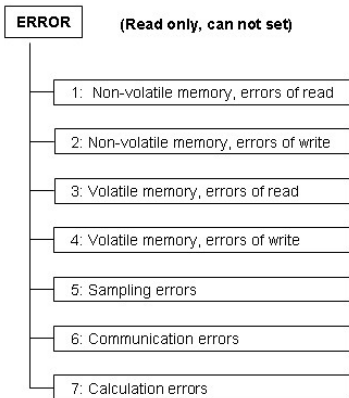 ERROR (Read only, can not set)
1: Non-volatile memory, errors of read
2: Non-volatile memory, errors of write
3: Volatile memory, errors of read
4: Volatile memory, errors of write
5: Sampling errors
6: Communication errors
7: Calculation errors